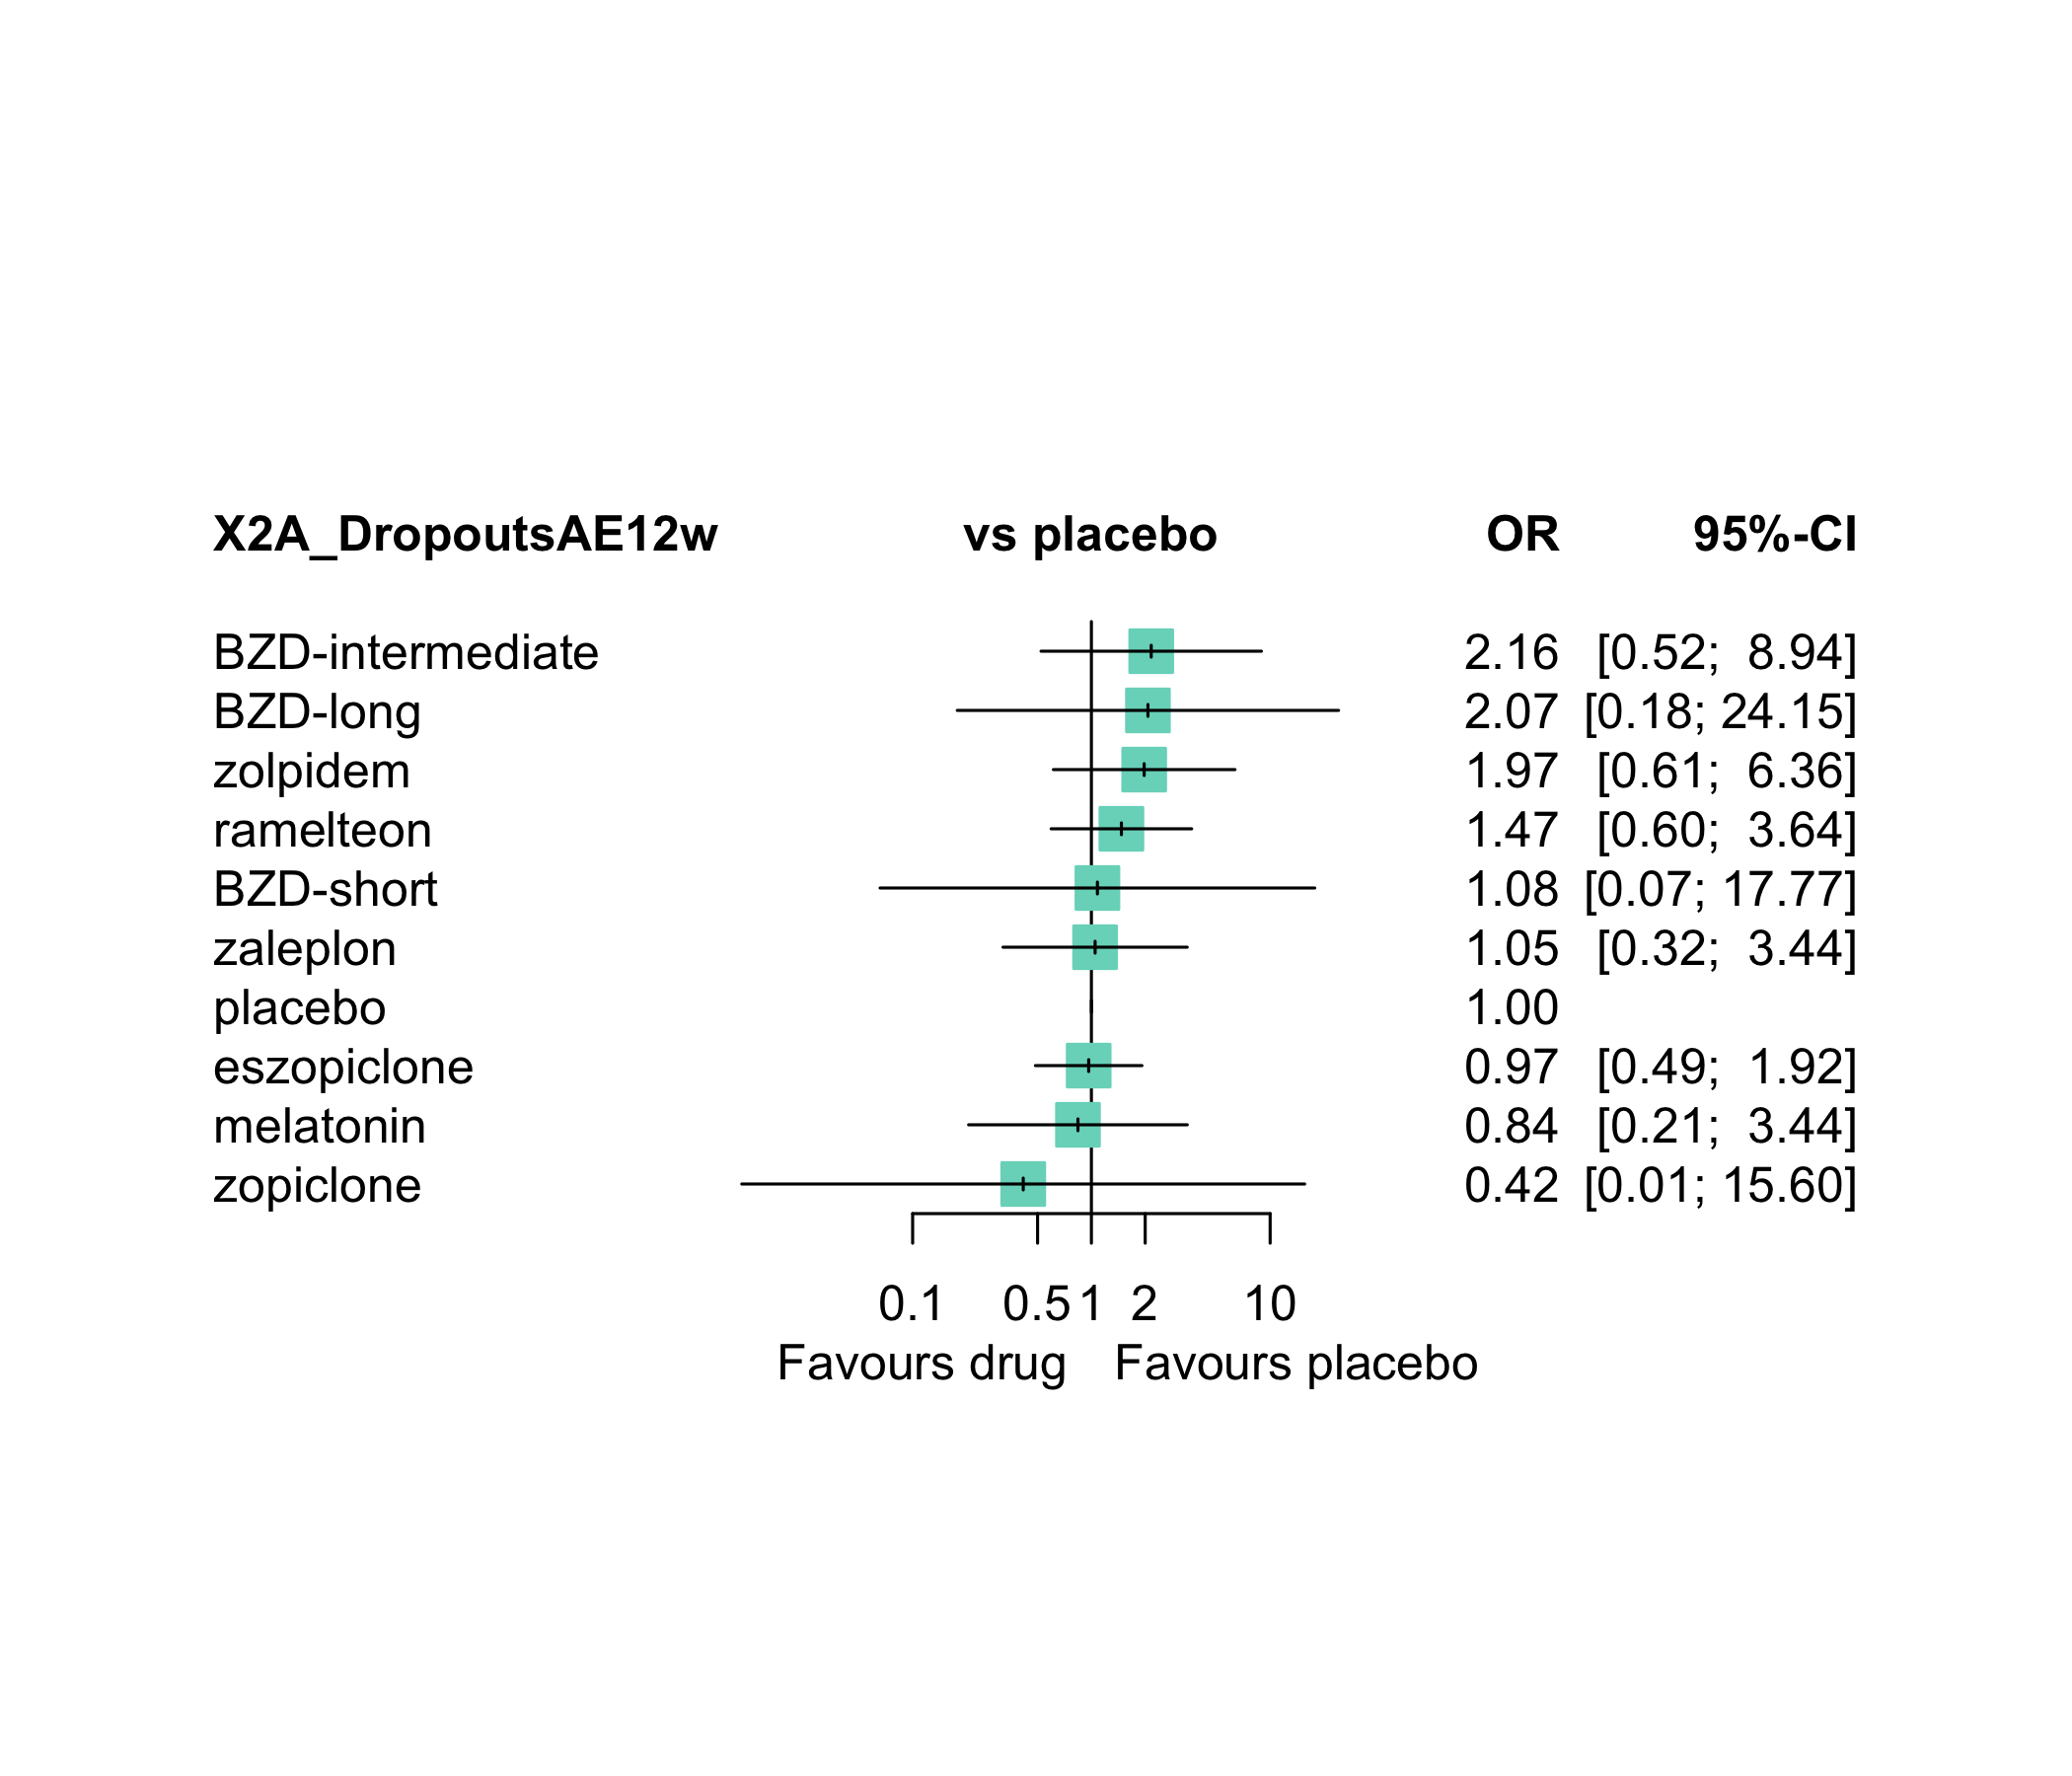 X2A_DropoutsAE12w vs placebo OR 95%-CI
BZD-intermediate 2.16 [0.52; 8.94]
BZD-long 2.07 [0.18; 24.15]
zolpidem 1.97 [0.61; 6.36]
ramelteon 1.47 [0.60; 3.64]
BZD-short 1.08 [0.07; 17.77]
zaleplon 1.05 [0.32; 3.44]
placebo 1.00
eszopiclone 0.97 [0.49; 1.92]
melatonin 0.84 [0.21; 3.44]
zopiclone 0.42 [0.01; 15.60]
0.1 0.5 1 2 10
Favours drug Favours placebo